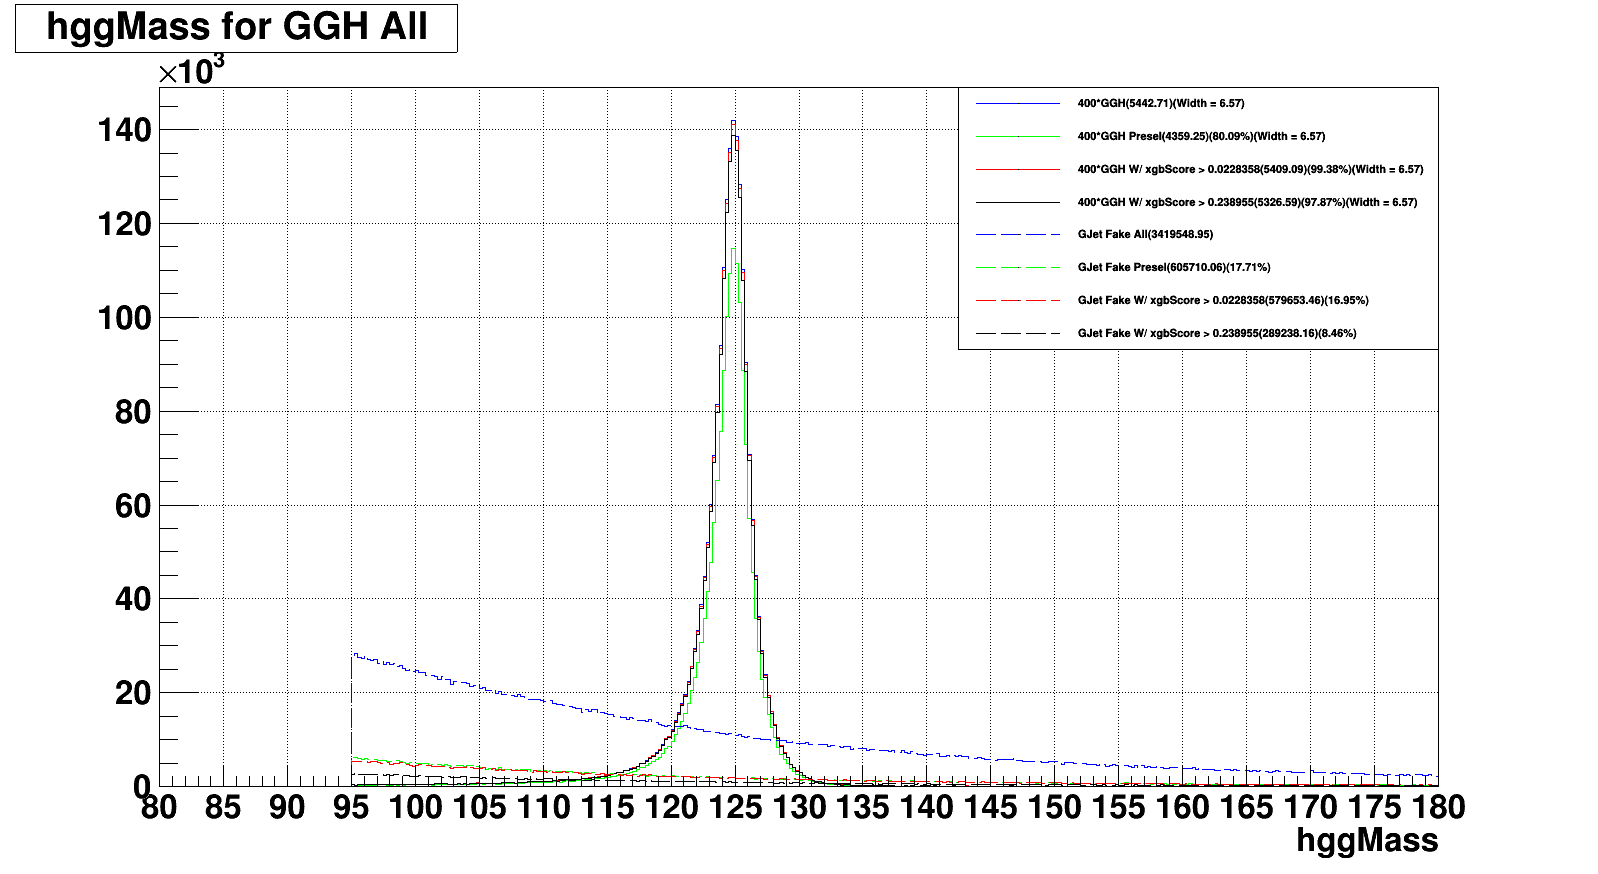 hggMass for GGH All
×10³
140
120
100
80
60
40
20
0
400*GGH(5442.71)(Width = 6.57)
400*GGH Presel(4359.25)(80.09%)(Width = 6.57)
400*GGH W/ xgbScore > 0.0228358(5409.09)(99.38%)(Width = 6.57)
400*GGH W/ xgbScore > 0.238955(5326.59)(97.87%)(Width = 6.57)
GJet Fake All(3419548.95)
GJet Fake Presel(605710.06)(17.71%)
GJet Fake W/ xgbScore > 0.0228358(579653.46)(16.95%)
GJet Fake W/ xgbScore > 0.238955(289238.16)(8.46%)
80 85 90 95 100 105 110 115 120 125 130 135 140 145 150 155 160 165 170 175 180
hggMass